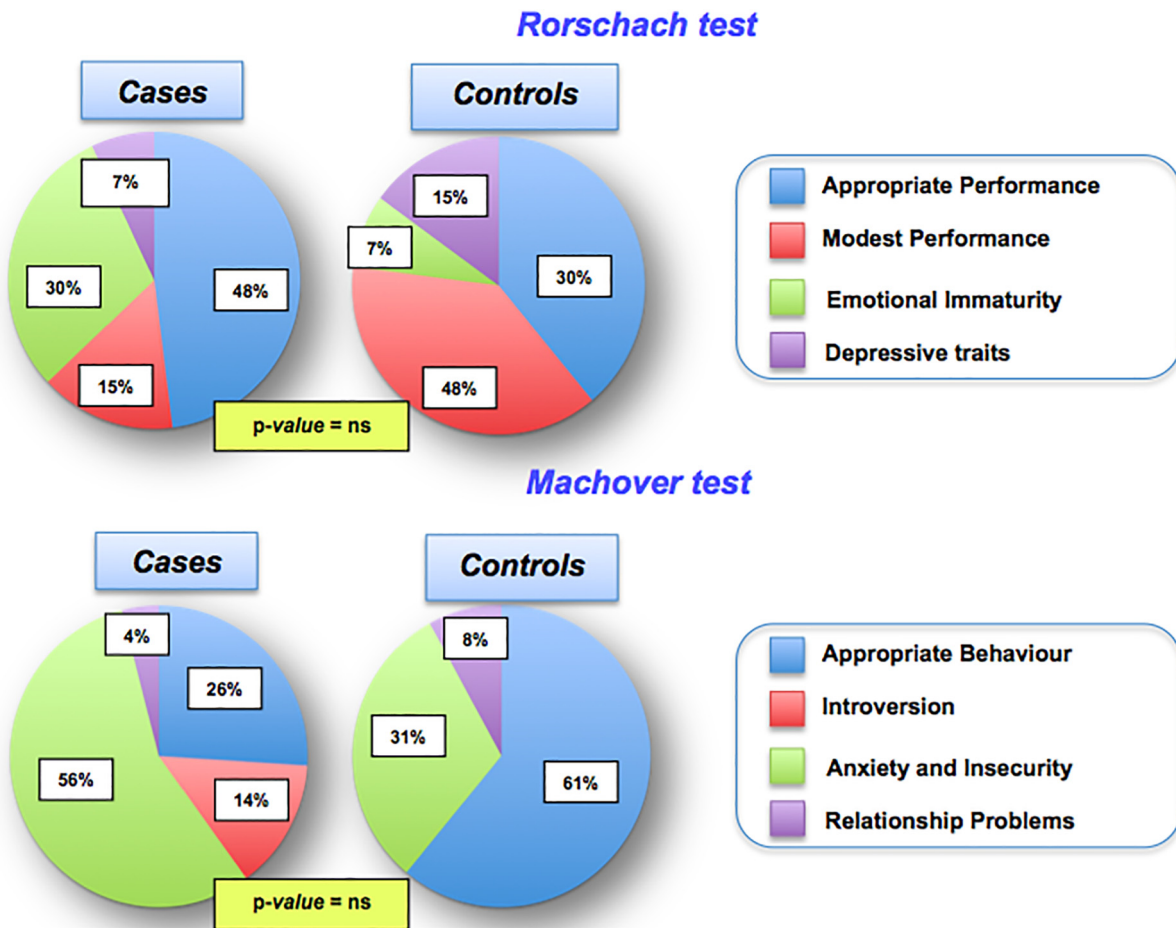 Rorschach test
Cases
Controls
7%
30%
48%
15%
15%
7%
30%
48%
p-value = ns
Appropriate Performance
Modest Performance
Emotional Immaturity
Depressive traits
Machover test
Cases
Controls
4%
26%
56%
14%
8%
31%
61%
p-value = ns
Appropriate Behaviour
Introversion
Anxiety and Insecurity
Relationship Problems